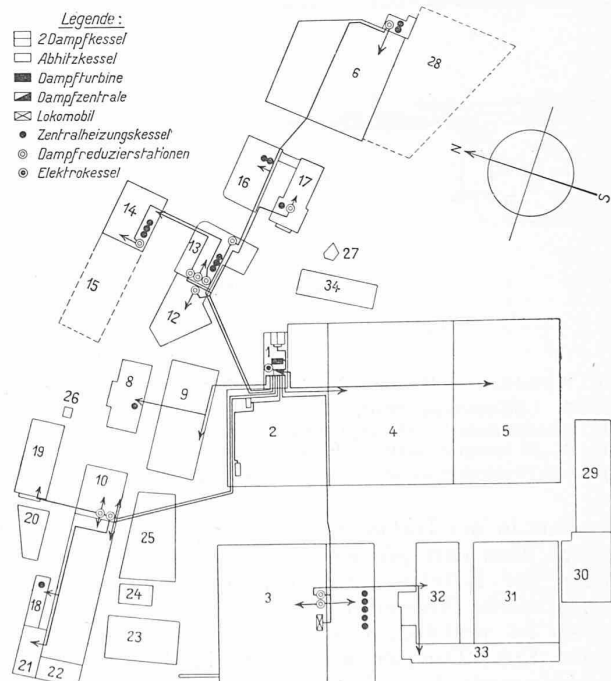 Legende:
2 Dampfkessel
Abhitzkessel
Dampfturbine
Dampfzentrale
Lokomobil
Zentralheizungskessel
Dampfreduzierstationen
Elektrokessel
6
28
N
S
16
17
14
13
15
12
27
34
1
8
9
26
2
4
5
19
10
29
20
25
18
24
3
32
31
30
23
21
22
33